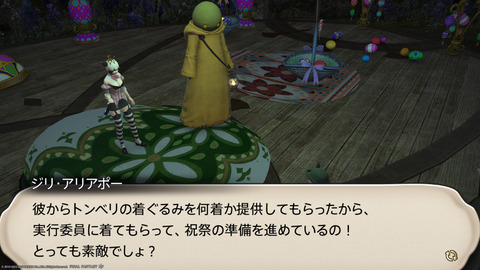 ジリ・アリアポー
彼からトンベリの着ぐるみを何着か提供してもらったから、
実行委員に着てもらって、祝祭の準備を進めているの！
とっても素敵でしょ？